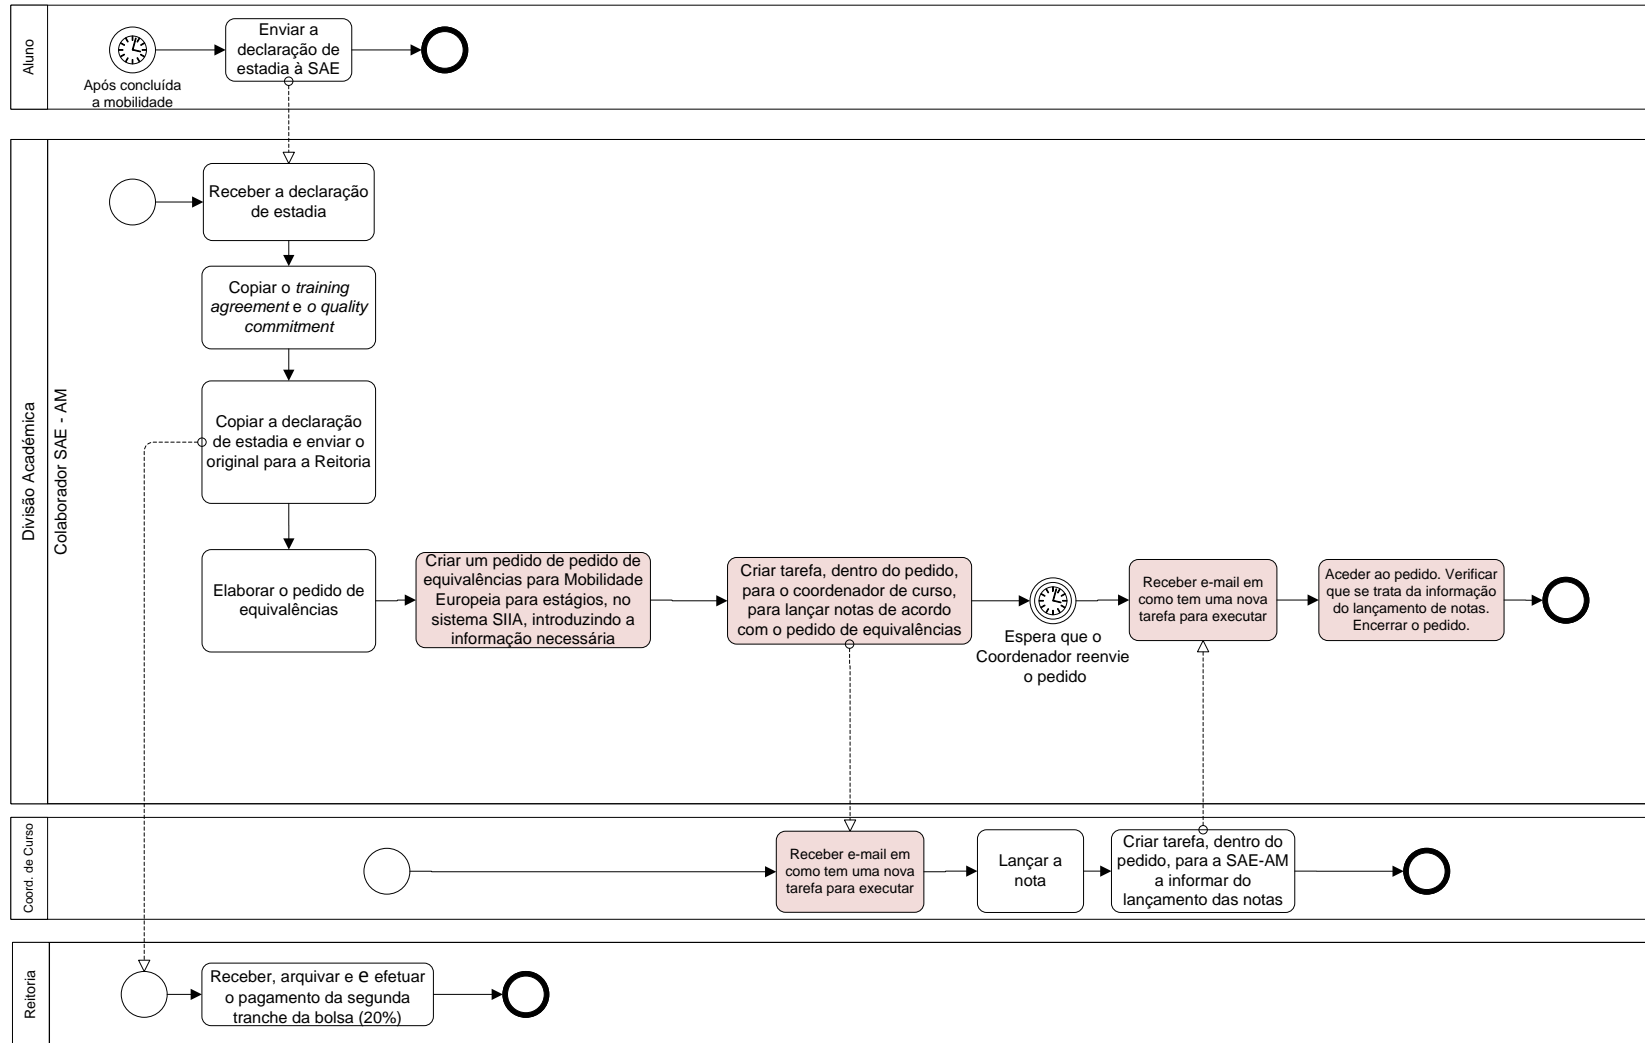 Aluno
Após concluída
a mobilidade
Enviar a
declaração de
estadia à SAE
Divisão Académica
Colaborador SAE - AM
Receber a declaração
de estadia
Copiar o training
agreement e o quality
commitment
Copiar a declaração
de estadia e enviar o
original para a Reitoria
Elaborar o pedido de
equivalências
Criar um pedido de pedido de
equivalências para Mobilidade
Europeia para estágios, no
sistema SIIA, introduzindo a
informação necessária
Criar tarefa, dentro do pedido,
para o coordenador de curso,
para lançar notas de acordo
com o pedido de equivalências
Espera que o
Coordenador reenvie
o pedido
Receber e-mail em
como tem uma nova
tarefa para executar
Aceder ao pedido. Verificar
que se trata da informação
do lançamento de notas.
Encerrar o pedido.
Coord. de Curso
Receber e-mail em
como tem uma nova
tarefa para executar
Lançar a
nota
Criar tarefa, dentro do
pedido, para a SAE-AM
a informar do
lançamento das notas
Reitoria
Receber, arquivar e e efetuar
o pagamento da segunda
tranche da bolsa (20%)